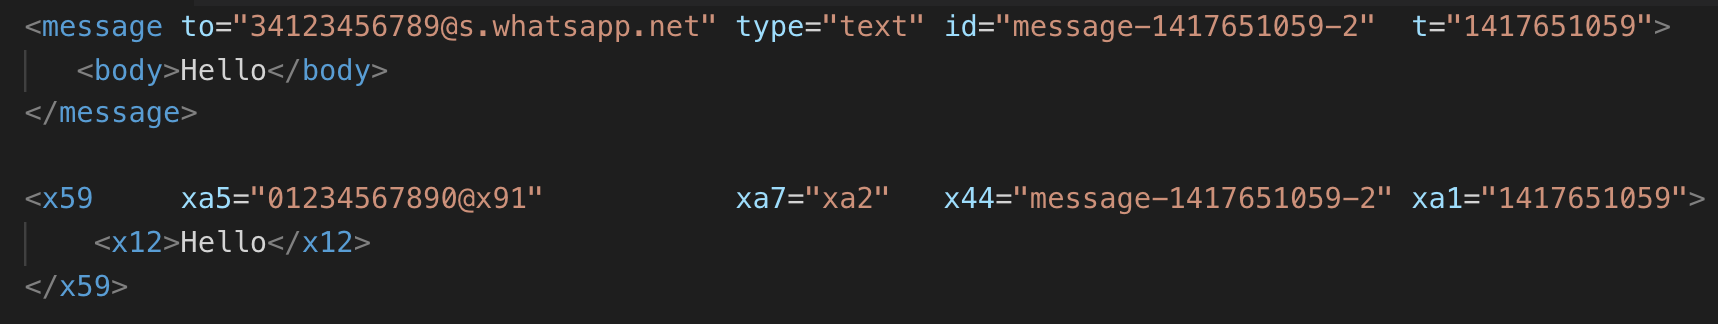 <message to="34123456789@s.whatsapp.net" type="text" id="message-1417651059-2" t="1417651059">
<body>Hello</body>
</message>
<x59 xa5="01234567890@x91" xa7="xa2" x44="message-1417651059-2" xa1="1417651059">
<x12>Hello</x12>
</x59>